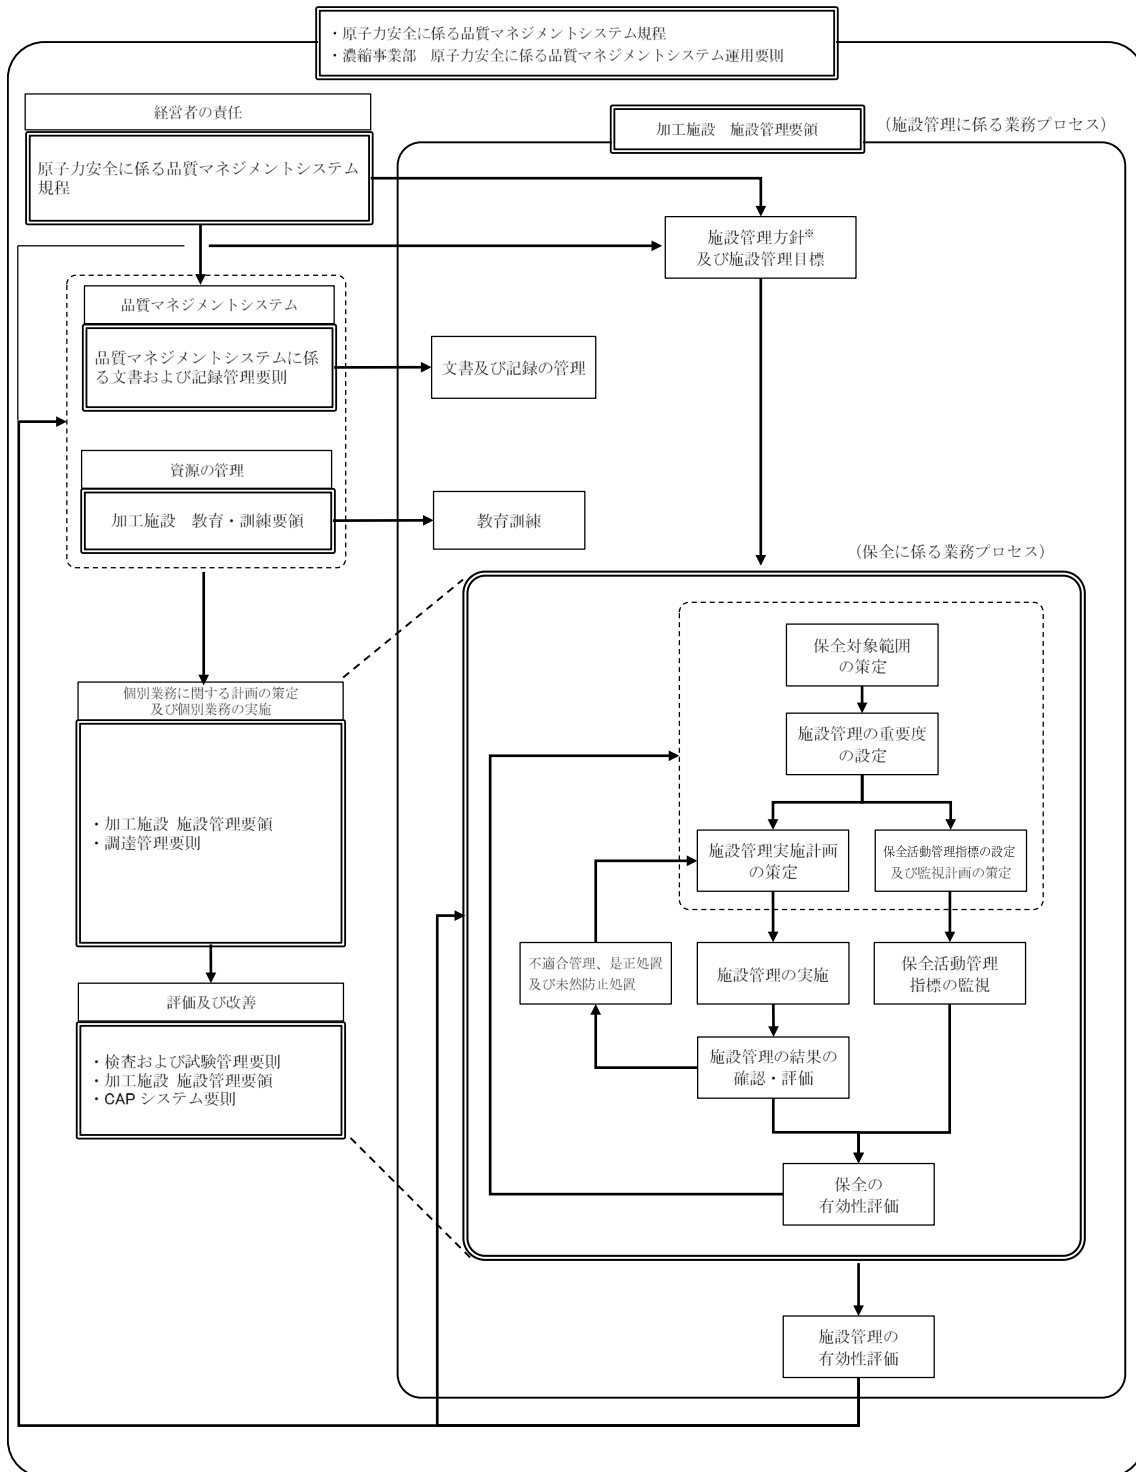 ・原子力安全に係る品質マネジメントシステム規程
・濃縮事業部　原子力安全に係る品質マネジメントシステム運用要則
経営者の責任
原子力安全に係る品質マネジメントシステム
規程
加工施設　施設管理要領
（施設管理に係る業務プロセス）
施設管理方針※
及び施設管理目標
品質マネジメントシステム
品質マネジメントシステムに係
る文書および記録管理要則
文書及び記録の管理
資源の管理
加工施設　教育・訓練要領
教育訓練
（保全に係る業務プロセス）
保全対象範囲
の策定
個別業務に関する計画の策定
及び個別業務の実施
・加工施設 施設管理要領
・調達管理要則
施設管理の重要度
の設定
施設管理実施計画
の策定
保全活動管理指標の設定
及び監視計画の策定
不適合管理、是正処置
及び未然防止処置
施設管理の実施
保全活動管理
指標の監視
評価及び改善
・検査および試験管理要則
・加工施設 施設管理要領
・CAP システム要則
施設管理の結果の
確認・評価
保全の
有効性評価
施設管理の
有効性評価